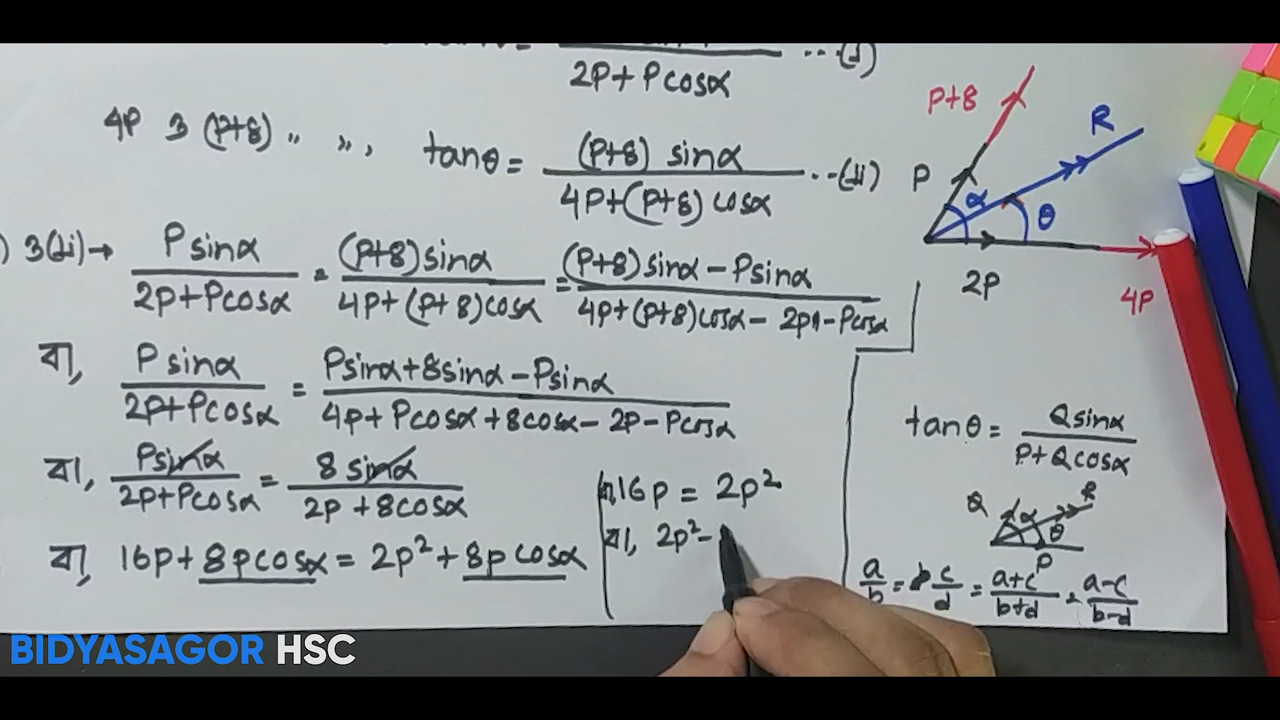 2P+Pcosα
4P ও (P+8) " " , tanθ = (P+8) sinα / 4P+(P+8) cosα ...(ii)
) ও (ii)→ Psinα / 2P+Pcosα = (P+8)sinα / 4P+(P+8)cosα = (P+8)sinα - Psinα / 4P+(P+8)cosα - 2P - Pcosα
বা, Psinα / 2P+Pcosα = Psinα+8sinα-Psinα / 4P+Pcosα+8cosα-2P-Pcosα
বা, Psinα / 2P+Pcosα = 8 sinα / 2P+8cosα
বা, 16P+8Pcosα = 2P²+8Pcosα
বা, 16P = 2P²
বা, 2P² -
P+8
R
P
α
θ
2P
4P
tanθ = Qsinα / P+Qcosα
Q
α
R
θ
P
a/b = c/d = a+c/b+d = a-c/b-d
BIDYASAGOR HSC